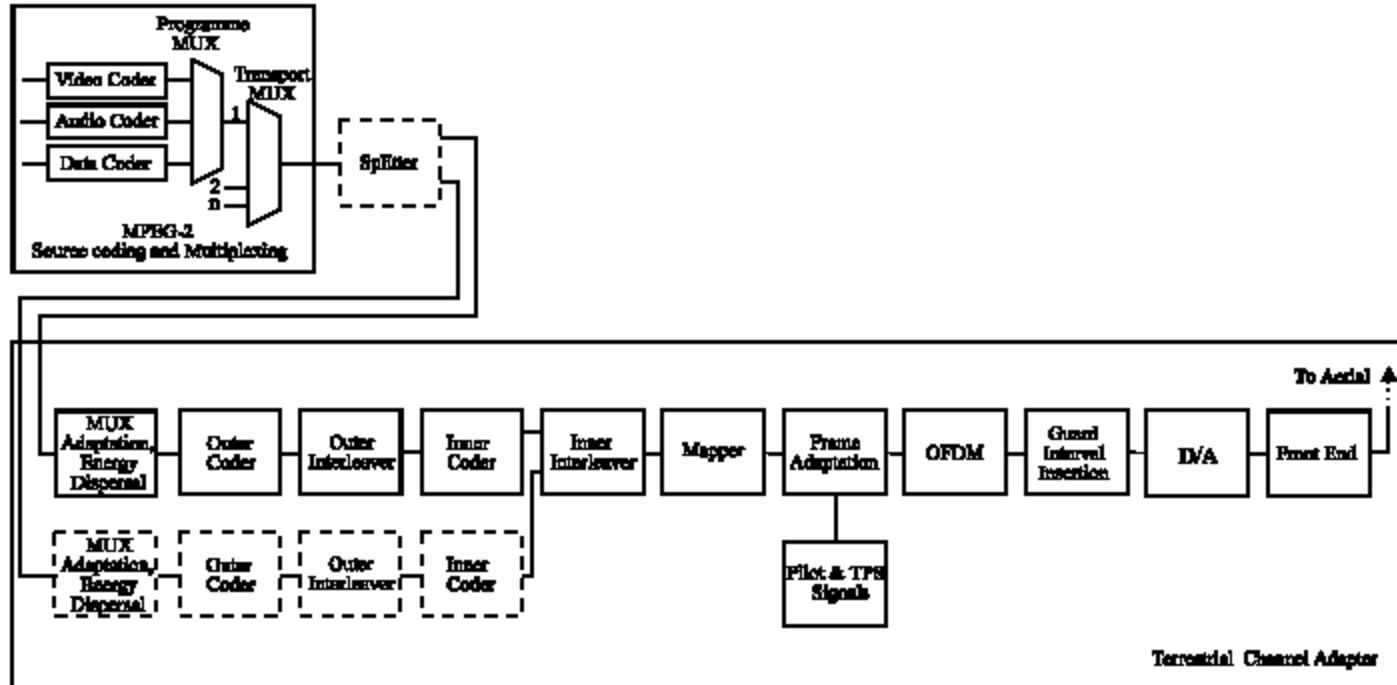 Programme
MUX
Video Coder
Transport
MUX
Audio Coder
1
Data Coder
Splitter
2
n
MPEG-2
Source coding and Multiplexing
To Aerial
MUX
Adaptation,
Energy
Dispersal
Outer
Coder
Outer
Interleaver
Inner
Coder
Inner
Interleaver
Mapper
Frame
Adaptation
OFDM
Guard
Interval
Insertion
D/A
Front End
MUX
Adaptation,
Energy
Dispersal
Outer
Coder
Outer
Interleaver
Inner
Coder
Pilot & TPS
Signals
Terrestrial Channel Adapter